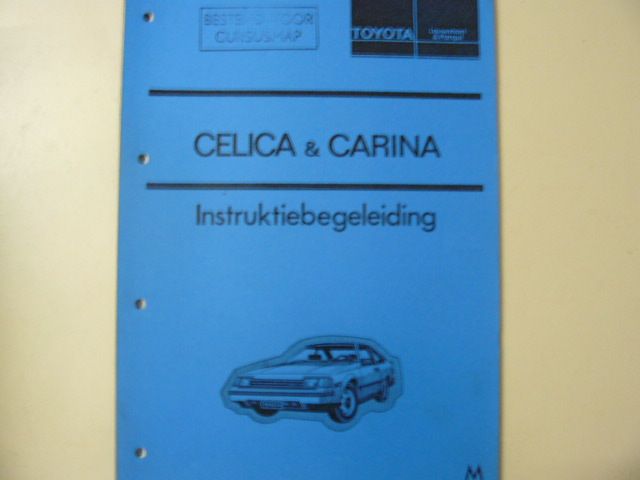 BESTEMD VOOR
CURSUSMAP
TOYOTA
CELICA & CARINA
Instruktiebegeleiding
M